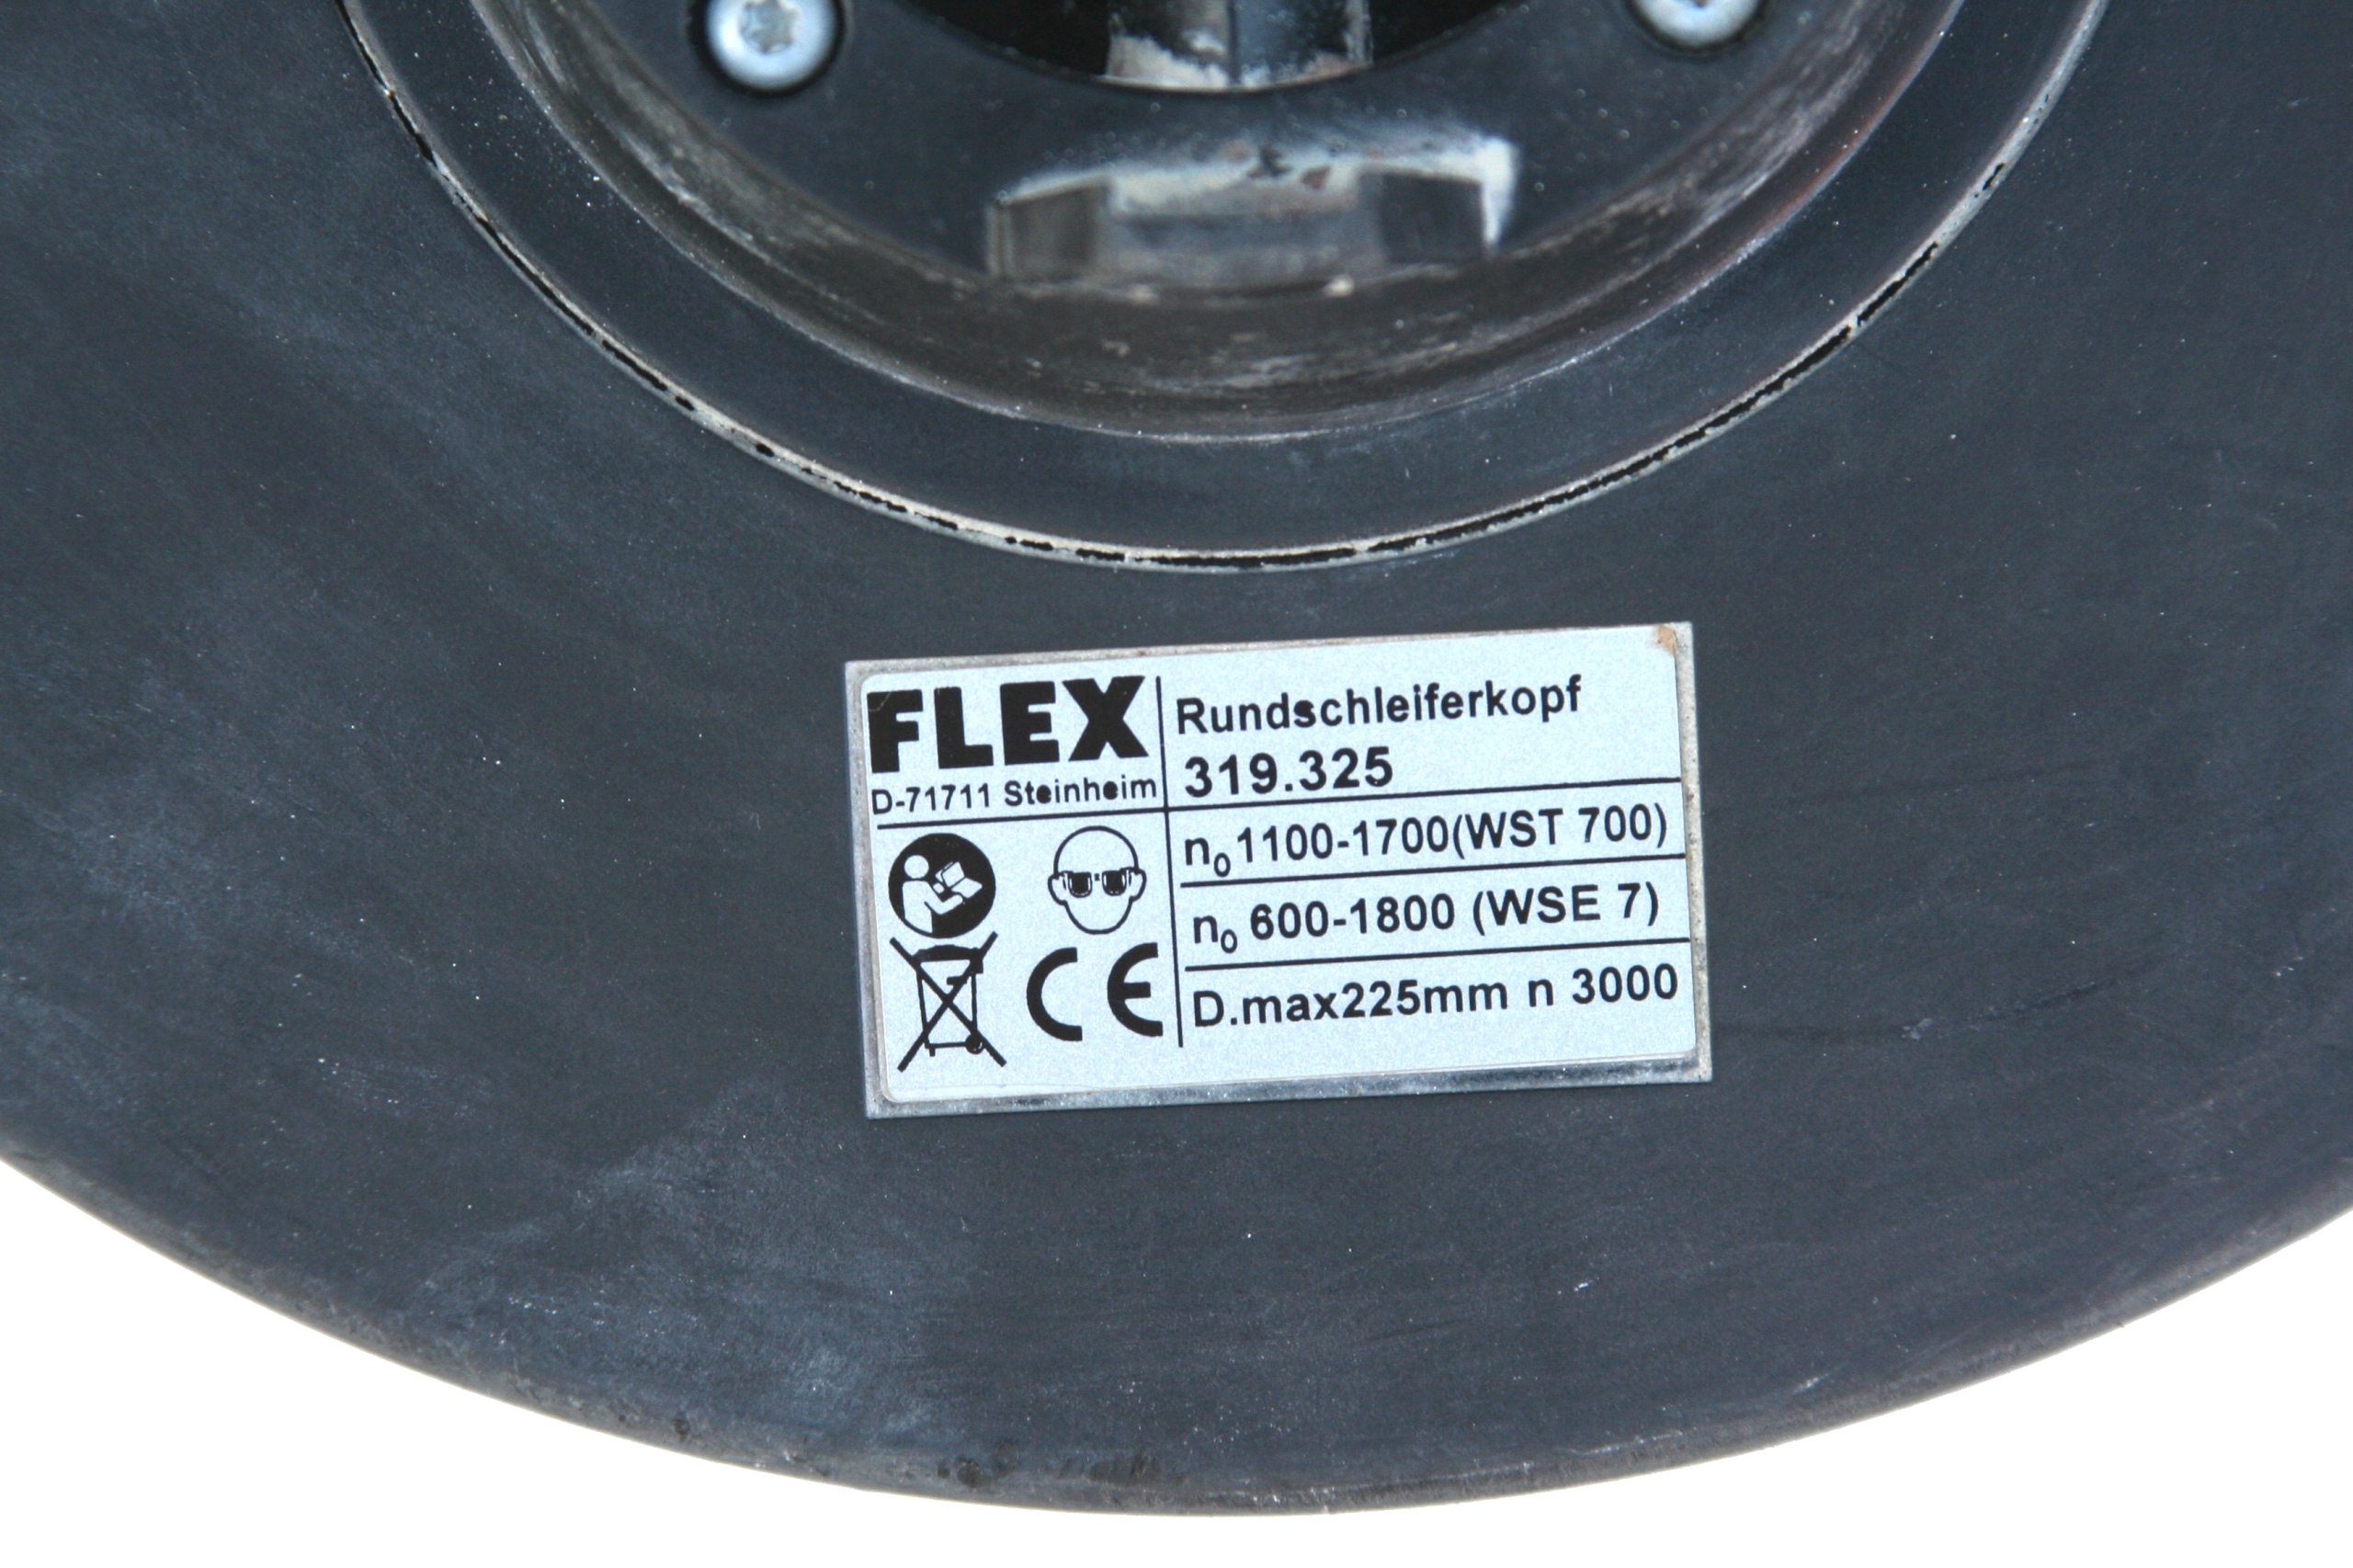 FLEX
D-71711 Steinheim
Rundschleiferkopf
319.325
n₀ 1100-1700(WST 700)
n₀ 600-1800 (WSE 7)
D.max225mm n 3000
CE